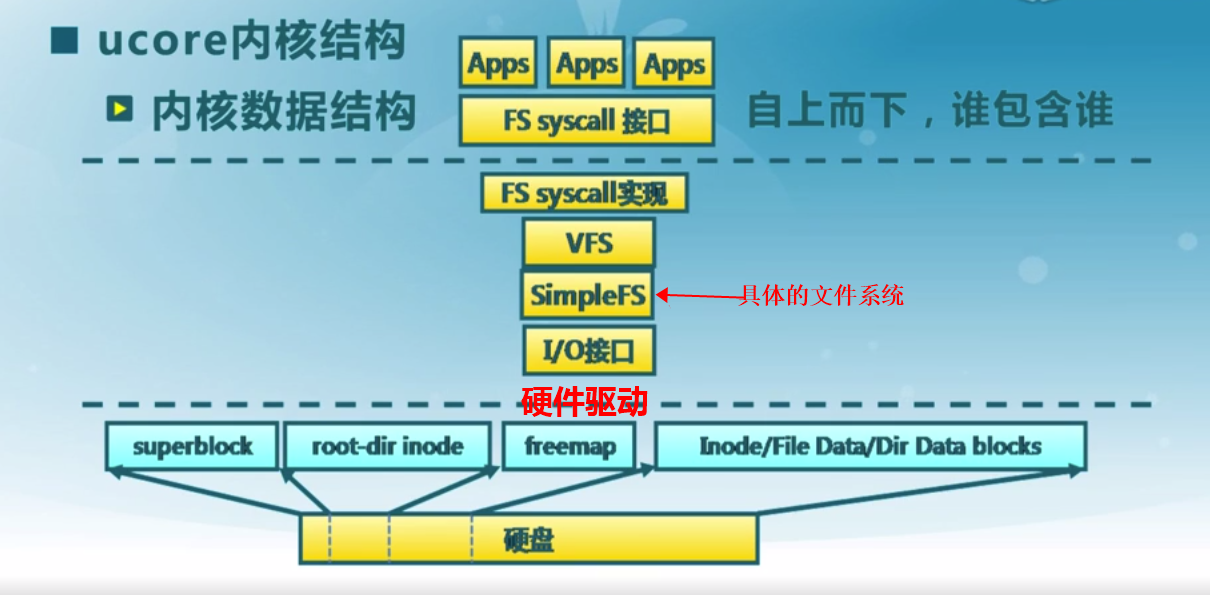 ucore内核结构
内核数据结构
Apps Apps Apps
FS syscall 接口
自上而下，谁包含谁
FS syscall实现
VFS
SimpleFS
具体的文件系统
I/O接口
硬件驱动
superblock
root-dir inode
freemap
Inode/File Data/Dir Data blocks
硬盘